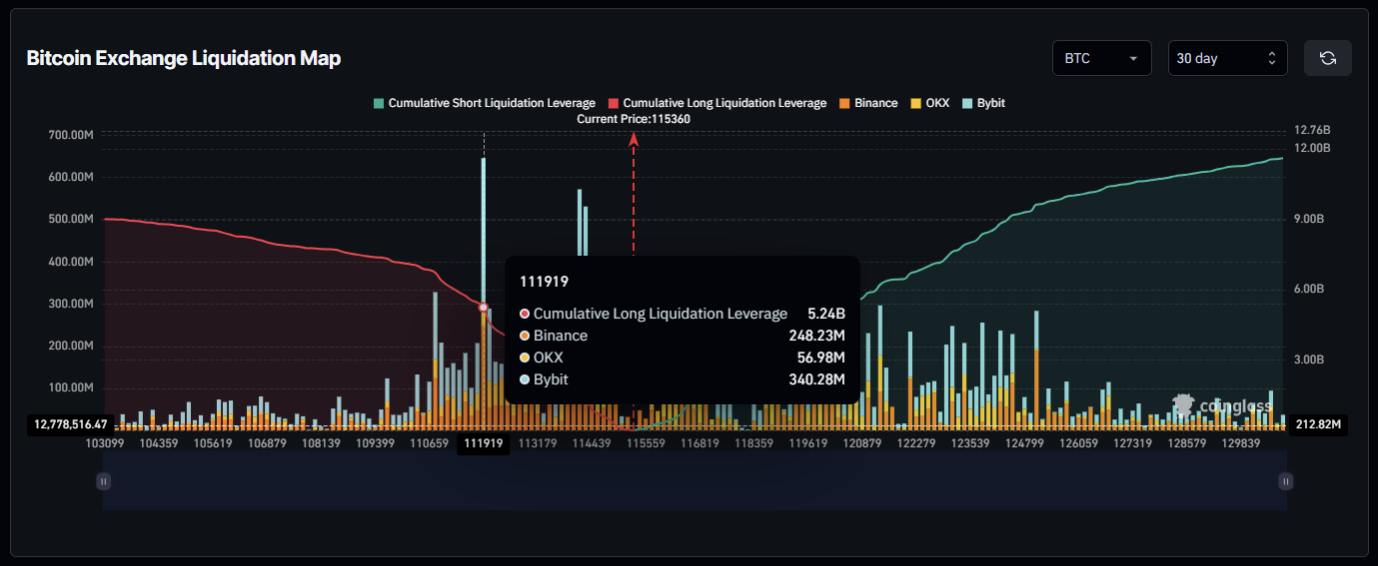 Bitcoin Exchange Liquidation Map
BTC
30 day
Cumulative Short Liquidation Leverage Cumulative Long Liquidation Leverage Binance OKX Bybit
Current Price:115360
700.00M
600.00M
500.00M
400.00M
300.00M
200.00M
100.00M
12,778,516.47
12.76B
12.00B
9.00B
6.00B
3.00B
212.82M
111919
Cumulative Long Liquidation Leverage 5.24B
Binance 248.23M
OKX 56.98M
Bybit 340.28M
coinglass
103099 104359 105619 106879 108139 109399 110659 111919 113179 114439 115559 116819 118359 119619 120879 122279 123539 124799 126059 127319 128579 129839